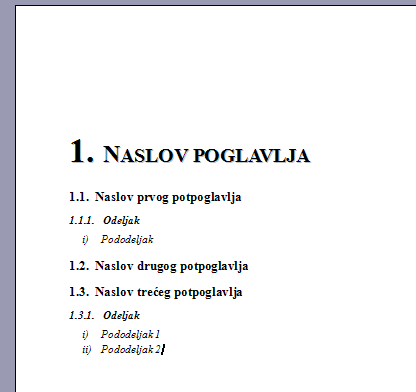 1. NASLOV POGLAVLJA
1.1. Naslov prvog potpoglavlja
1.1.1. Odeljak
i) Pododeljak
1.2. Naslov drugog potpoglavlja
1.3. Naslov trećeg potpoglavlja
1.3.1. Odeljak
i) Pododeljak 1
ii) Pododeljak 2